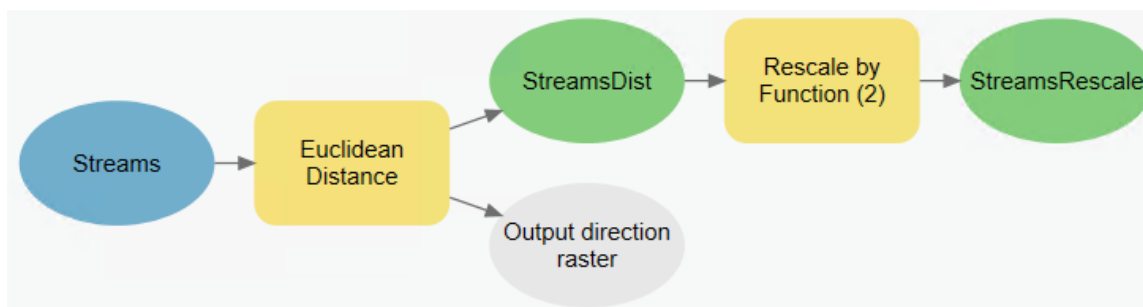 Streams
Euclidean
Distance
StreamsDist
Output direction
raster
Rescale by
Function (2)
StreamsRescale